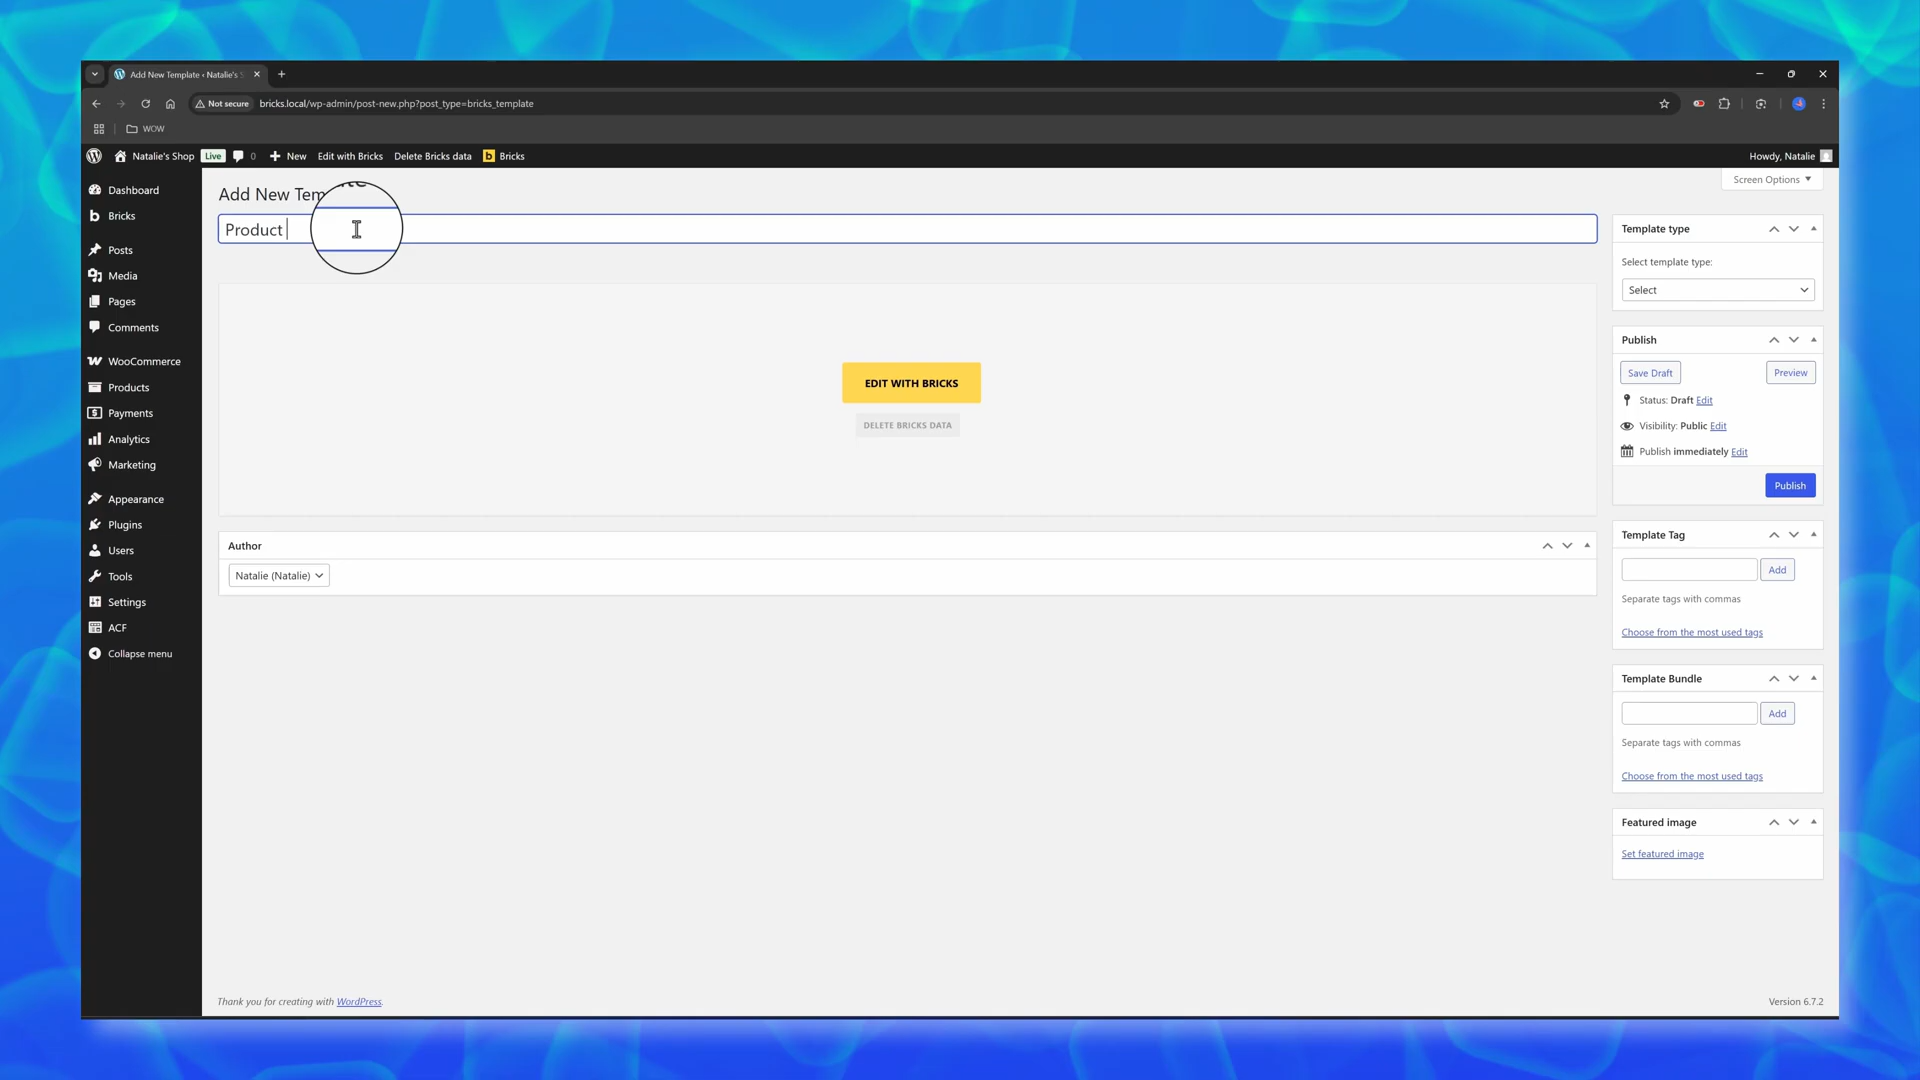 Add New Template ‹ Natalie's S
Not secure
bricks.local/wp-admin/post-new.php?post_type=bricks_template
WOW
Natalie's Shop
Live
0
New
Edit with Bricks
Delete Bricks data
b
Bricks
Howdy, Natalie
Dashboard
b
Bricks
Posts
Media
Pages
Comments
WooCommerce
Products
Payments
Analytics
Marketing
Appearance
Plugins
Users
Tools
Settings
ACF
Collapse menu
Screen Options
Add New Tem
Product
EDIT WITH BRICKS
DELETE BRICKS DATA
Author
Natalie (Natalie)
Template type
Select template type:
Select
Publish
Save Draft
Preview
Status: Draft Edit
Visibility: Public Edit
Publish immediately Edit
Publish
Template Tag
Add
Separate tags with commas
Choose from the most used tags
Template Bundle
Add
Separate tags with commas
Choose from the most used tags
Featured image
Set featured image
Thank you for creating with WordPress.
Version 6.7.2